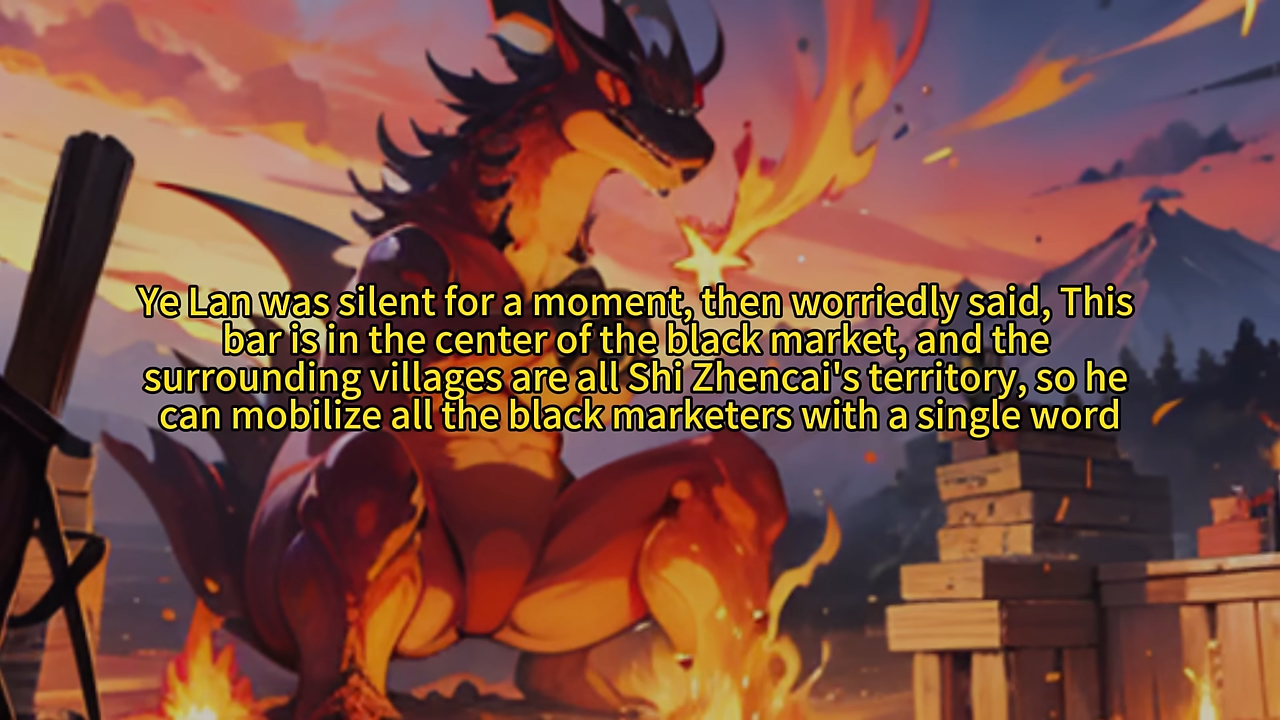 Ye Lan was silent for a moment, then worriedly said, This
bar is in the center of the black market, and the
surrounding villages are all Shi Zhencai's territory, so he
can mobilize all the black marketers with a single word